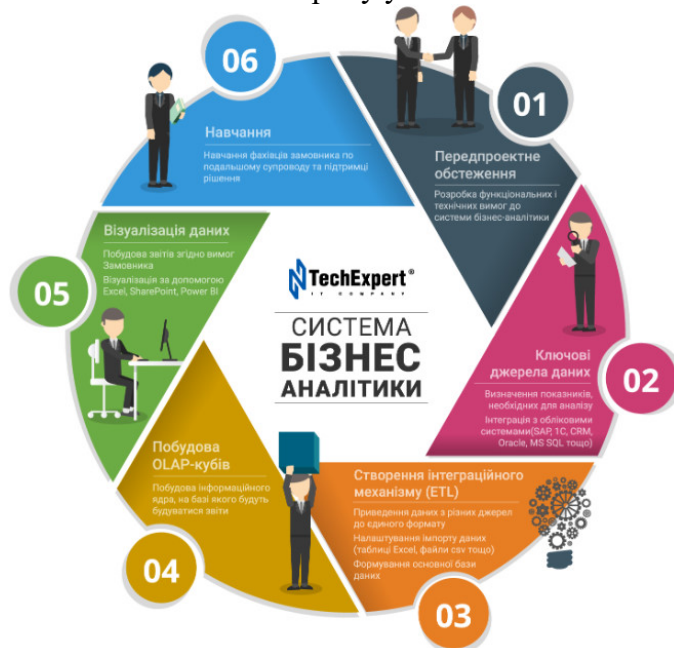 06
01
Навчання
Навчання фахівців замовника по
подальшому супроводу та підтримці
рішення
Передпроектне
обстеження
Розробка функціональних і
технічних вимог до
системи бізнес-аналітики
Візуалізація даних
Побудова звітів згідно вимог
Замовника
Візуалізація за допомогою
Excel, SharePoint, Power BI
05
TechExpert®
IT COMPANY
СИСТЕМА
БІЗНЕС
АНАЛІТИКИ
02
Ключові
джерела даних
Визначення показників,
необхідних для аналізу
Інтеграція з обліковими
системами(SAP, 1C, CRM,
Oracle, MS SQL тощо)
Побудова
OLAP-кубів
Побудова інформаційного
ядра, на базі якого будуть
будуватися звіти
04
Створення інтеграційного
механізму (ETL)
Приведення даних з різних джерел
до єдиного формату
Налаштування імпорту даних
(таблиці Excel, файли csv тощо)
Формування основної бази
даних
03